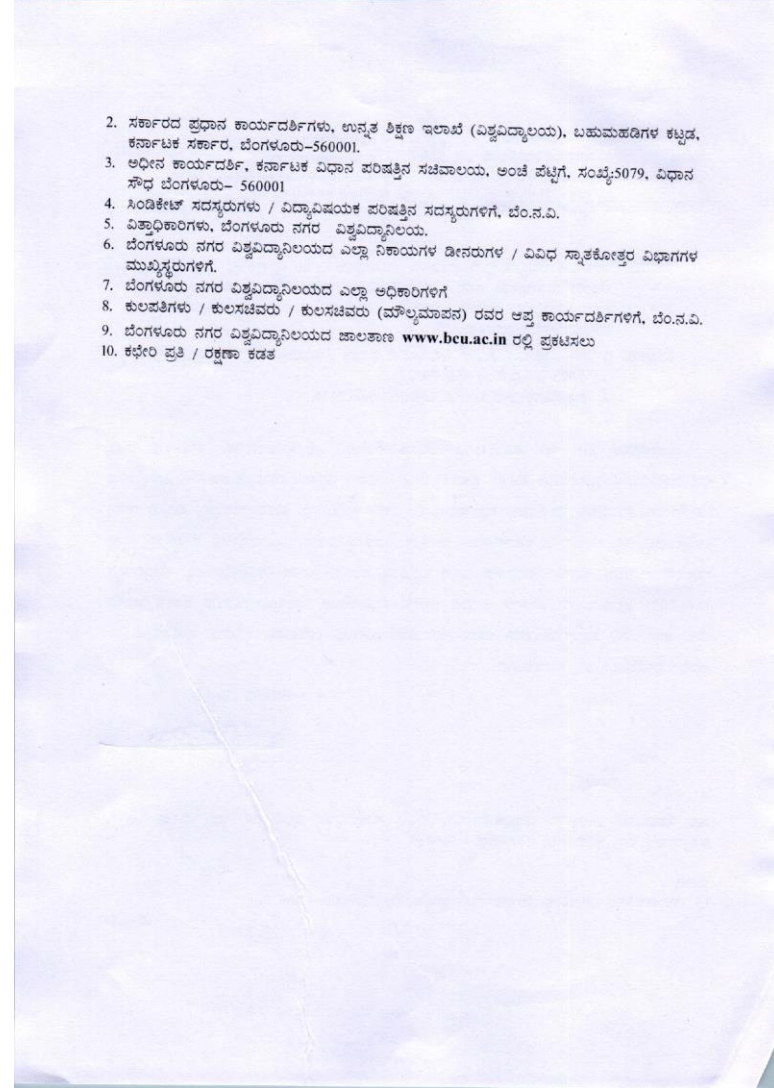 2. ಸರ್ಕಾರದ ಪ್ರಧಾನ ಕಾರ್ಯದರ್ಶಿಗಳು, ಉನ್ನತ ಶಿಕ್ಷಣ ಇಲಾಖೆ (ವಿಶ್ವವಿದ್ಯಾಲಯ), ಬಹುಮಹಡಿಗಳ ಕಟ್ಟಡ,
ಕರ್ನಾಟಕ ಸರ್ಕಾರ, ಬೆಂಗಳೂರು-560001.
3. ಅಧೀನ ಕಾರ್ಯದರ್ಶಿ, ಕರ್ನಾಟಕ ವಿಧಾನ ಪರಿಷತ್ತಿನ ಸಚಿವಾಲಯ, ಅಂಚೆ ಪೆಟ್ಟಿಗೆ, ಸಂಖ್ಯೆ:5079, ವಿಧಾನ
ಸೌಧ ಬೆಂಗಳೂರು- 560001
4. ಸಿಂಡಿಕೇಟ್ ಸದಸ್ಯರುಗಳು / ವಿದ್ಯಾವಿಷಯಕ ಪರಿಷತ್ತಿನ ಸದಸ್ಯರುಗಳಿಗೆ, ಬೆಂ.ನ.ವಿ.
5. ವಿತ್ತಾಧಿಕಾರಿಗಳು, ಬೆಂಗಳೂರು ನಗರ ವಿಶ್ವವಿದ್ಯಾನಿಲಯ.
6. ಬೆಂಗಳೂರು ನಗರ ವಿಶ್ವವಿದ್ಯಾನಿಲಯದ ಎಲ್ಲಾ ನಿಕಾಯಗಳ ಡೀನರುಗಳ / ವಿವಿಧ ಸ್ನಾತಕೋತ್ತರ ವಿಭಾಗಗಳ
ಮುಖ್ಯಸ್ಥರುಗಳಿಗೆ.
7. ಬೆಂಗಳೂರು ನಗರ ವಿಶ್ವವಿದ್ಯಾನಿಲಯದ ಎಲ್ಲಾ ಅಧಿಕಾರಿಗಳಿಗೆ
8. ಕುಲಪತಿಗಳು / ಕುಲಸಚಿವರು / ಕುಲಸಚಿವರು (ಮೌಲ್ಯಮಾಪನ) ರವರ ಆಪ್ತ ಕಾರ್ಯದರ್ಶಿಗಳಿಗೆ, ಬೆಂ.ನ.ವಿ.
9. ಬೆಂಗಳೂರು ನಗರ ವಿಶ್ವವಿದ್ಯಾನಿಲಯದ ಜಾಲತಾಣ www.bcu.ac.in ರಲ್ಲಿ ಪ್ರಕಟಿಸಲು
10. ಕಛೇರಿ ಪ್ರತಿ / ರಕ್ಷಣಾ ಕಡತ